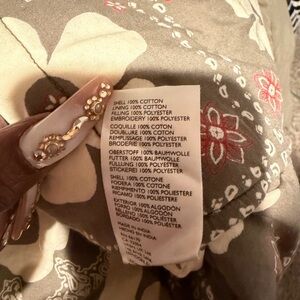 SHELL 100% COTTON
LINING 100% COTTON
FILLING 100% POLYESTER
EMBROIDERY 100% POLYESTER
COQUILLE 100% COTON
DOUBLURE 100% COTON
REMPLISSAGE 100% POLYESTER
BRODERIE 100% POLYESTER
OBERSTOFF 100% BAUMWOLLE
FUTTER 100% BAUMWOLLE
FÜLLUNG 100% POLYESTER
STICKEREI 100% POLYESTER
SHELL 100% COTONE
FODERA 100% COTONE
RIEMPIMENTO 100% POLIESTERE
RICAMO 100% POLIESTERE
EXTERIOR 100% ALGODÓN
FORRO 100% ALGODÓN
RELLENO 100% POLIÉSTER
BORDADO 100% POLIÉSTER
MADE IN INDIA